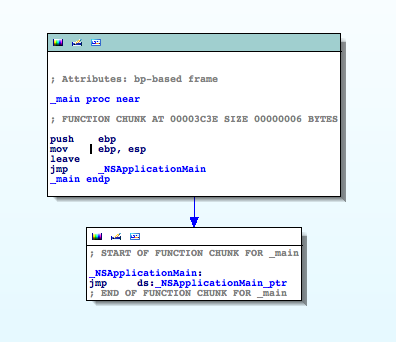 ; Attributes: bp-based frame
_main proc near
; FUNCTION CHUNK AT 00003C3E SIZE 00000006 BYTES
push ebp
mov ebp, esp
leave
jmp _NSApplicationMain
_main endp
; START OF FUNCTION CHUNK FOR _main
_NSApplicationMain:
jmp ds:_NSApplicationMain_ptr
; END OF FUNCTION CHUNK FOR _main